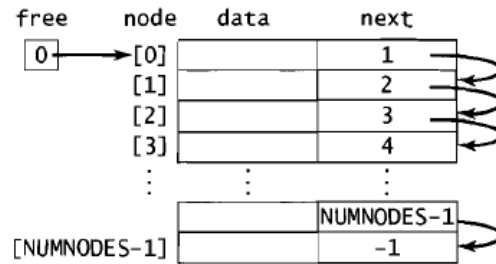 free node data next
0 [0] 1
[1] 2
[2] 3
[3] 4
⋮ ⋮ ⋮
NUMNODES-1
[NUMNODES-1] -1